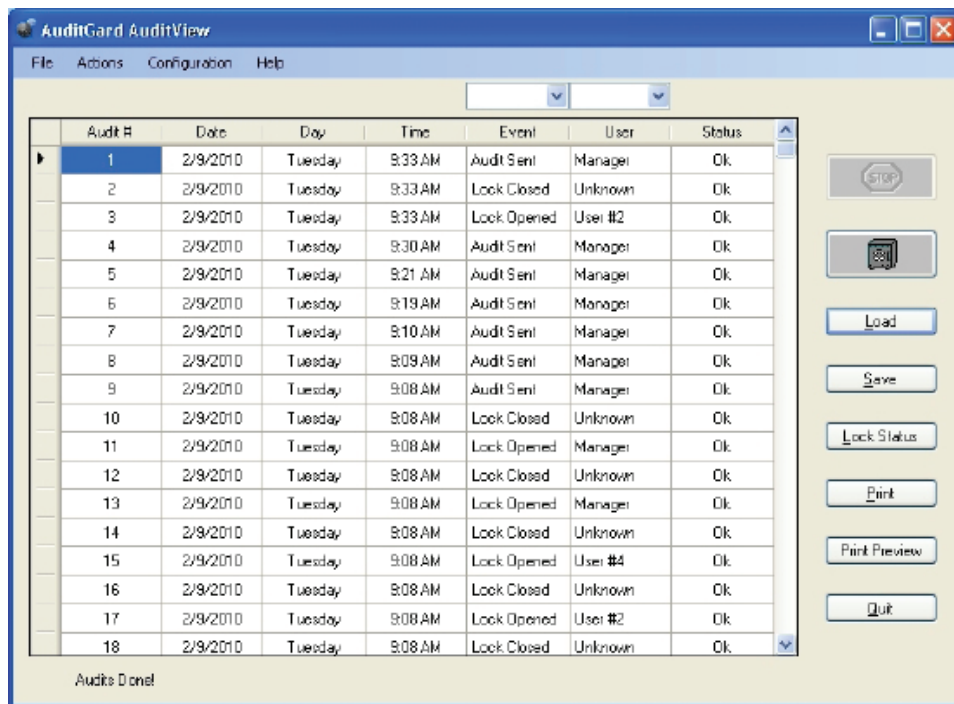 AuditGard AuditView
File Actions Configuration Help
Audit # Date Day Time Event User Status
1 2/9/2010 Tuesday 9:33 AM Audit Sent Manager Ok
2 2/9/2010 Tuesday 9:33 AM Lock Closed Unknown Ok
3 2/9/2010 Tuesday 9:33 AM Lock Opened User #2 Ok
4 2/9/2010 Tuesday 9:30 AM Audit Sent Manager Ok
5 2/9/2010 Tuesday 9:21 AM Audit Sent Manager Ok
6 2/9/2010 Tuesday 9:19 AM Audit Sent Manager Ok
7 2/9/2010 Tuesday 9:10 AM Audit Sent Manager Ok
8 2/9/2010 Tuesday 9:09 AM Audit Sent Manager Ok
9 2/9/2010 Tuesday 9:08 AM Audit Sent Manager Ok
10 2/9/2010 Tuesday 9:08 AM Lock Closed Unknown Ok
11 2/9/2010 Tuesday 9:08 AM Lock Opened Manager Ok
12 2/9/2010 Tuesday 9:08 AM Lock Closed Unknown Ok
13 2/9/2010 Tuesday 9:08 AM Lock Opened Manager Ok
14 2/9/2010 Tuesday 9:08 AM Lock Closed Unknown Ok
15 2/9/2010 Tuesday 9:08 AM Lock Opened User #4 Ok
16 2/9/2010 Tuesday 9:08 AM Lock Closed Unknown Ok
17 2/9/2010 Tuesday 9:08 AM Lock Opened User #2 Ok
18 2/9/2010 Tuesday 9:08 AM Lock Closed Unknown Ok
STOP
Load
Save
Lock Status
Print
Print Preview
Quit
Audits Done!